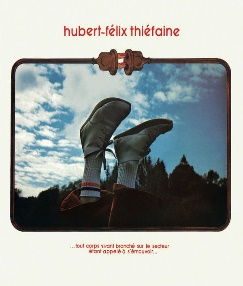 hubert-félix thiéfaine
...tout corps vivant branché sur le secteur
étant appelé à s'émouvoir...